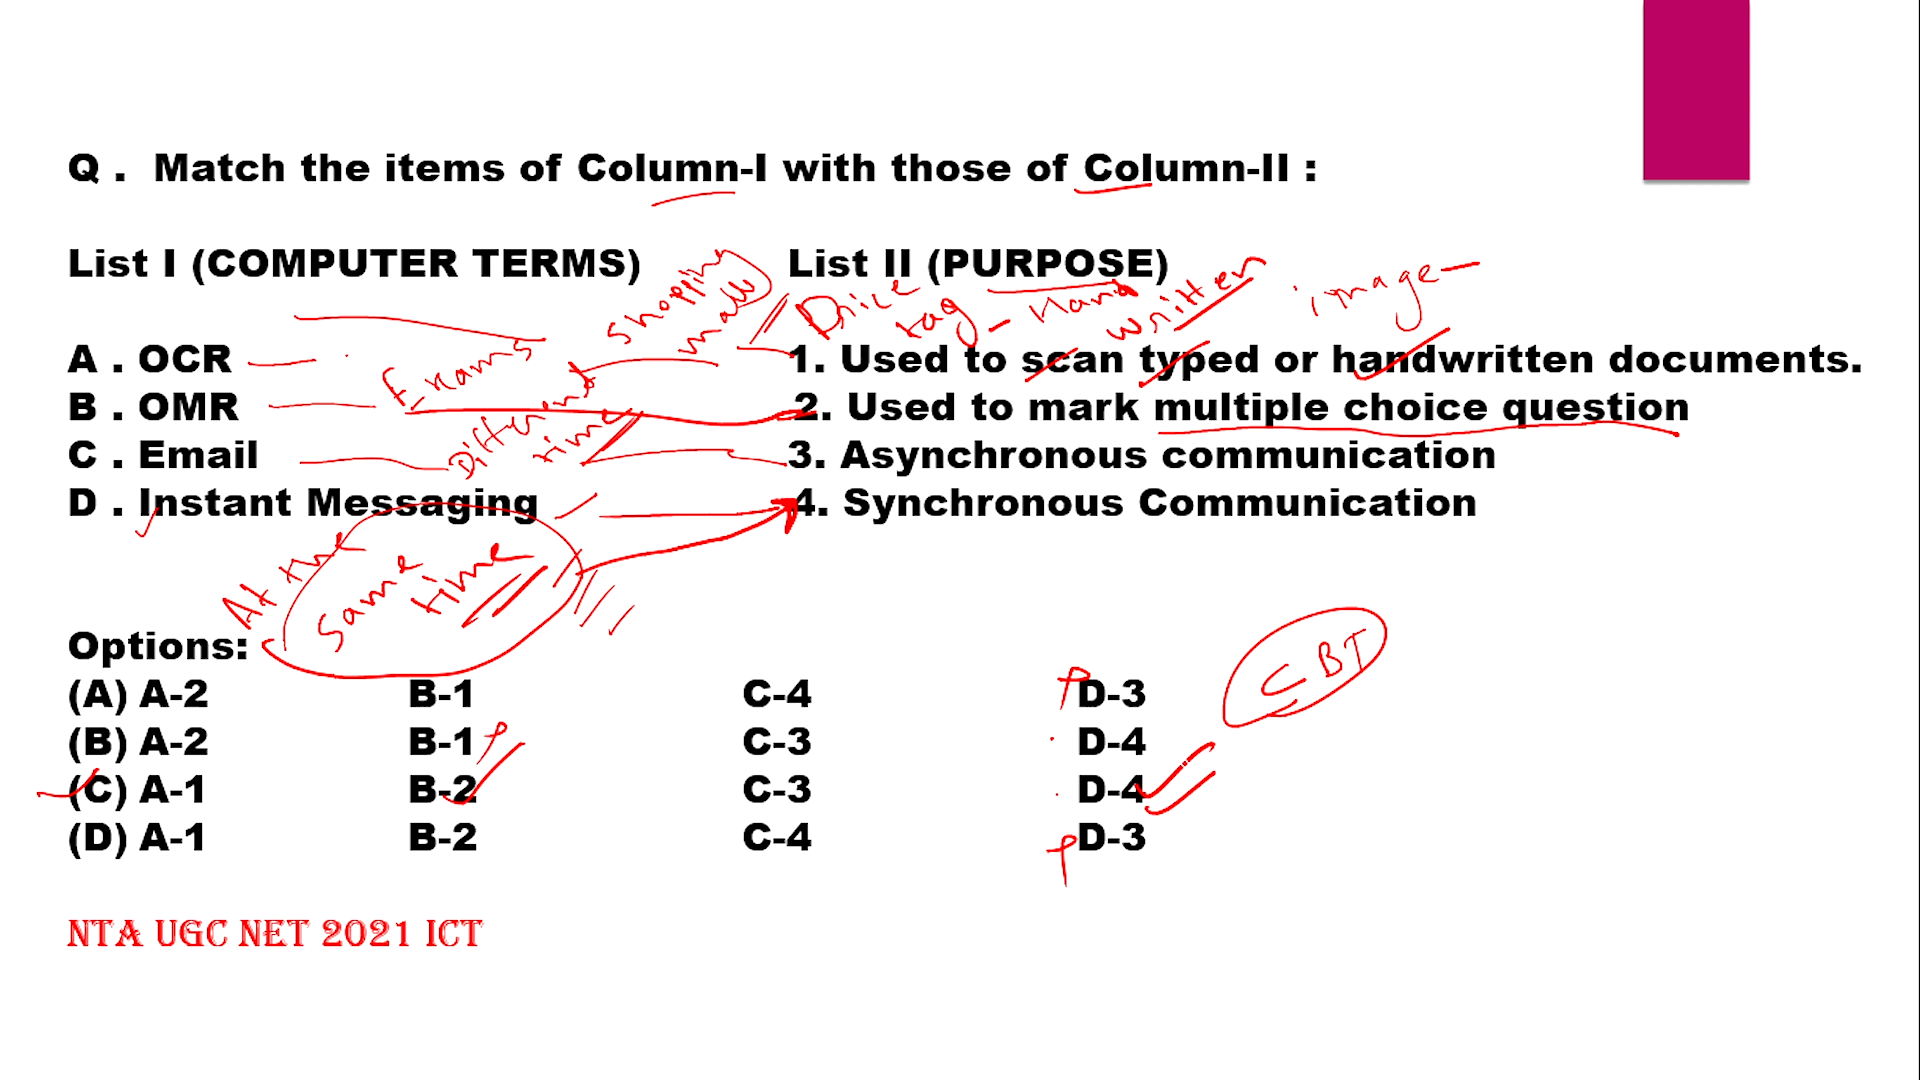 Q .  Match the items of Column-I with those of Column-II :
List I (COMPUTER TERMS)  List II (PURPOSE)
shopping mall  Price tag - Hand written  image-
A . OCR  1. Used to scan typed or handwritten documents.
Exams
B . OMR  2. Used to mark multiple choice question
Different time
C . Email  3. Asynchronous communication
D . Instant Messaging  4. Synchronous Communication
At the same time
Options:
CBT
(A) A-2  B-1  C-4  D-3
(B) A-2  B-1  C-3  D-4
(C) A-1  B-2  C-3  D-4
(D) A-1  B-2  C-4  D-3
NTA UGC NET 2021 ICT